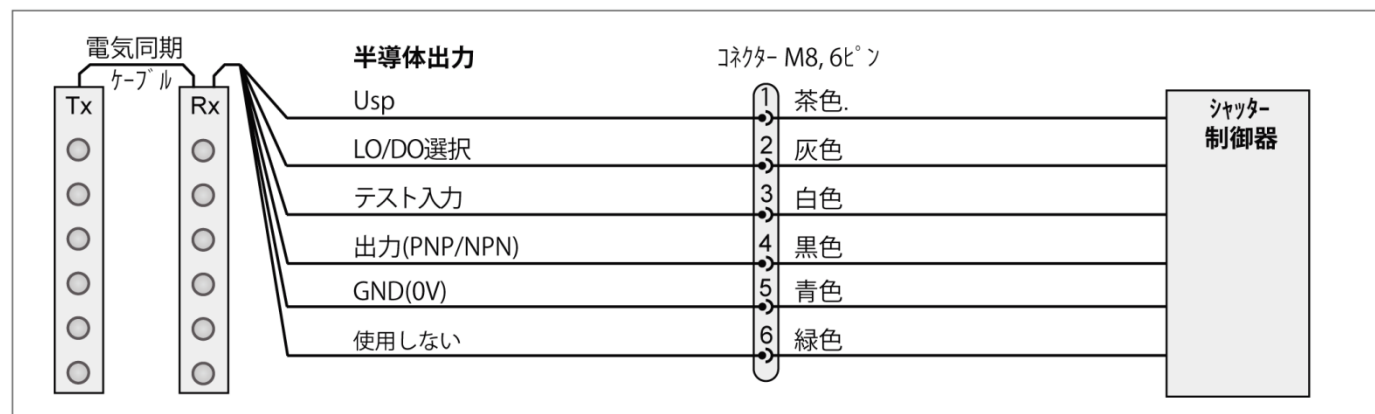 電気同期
ケーブル
Tx
Rx
半導体出力
コネクター M8, 6ピン
Usp
1
茶色.
LO/DO選択
2
灰色
テスト入力
3
白色
出力(PNP/NPN)
4
黒色
GND(0V)
5
青色
使用しない
6
緑色
シャッター
制御器